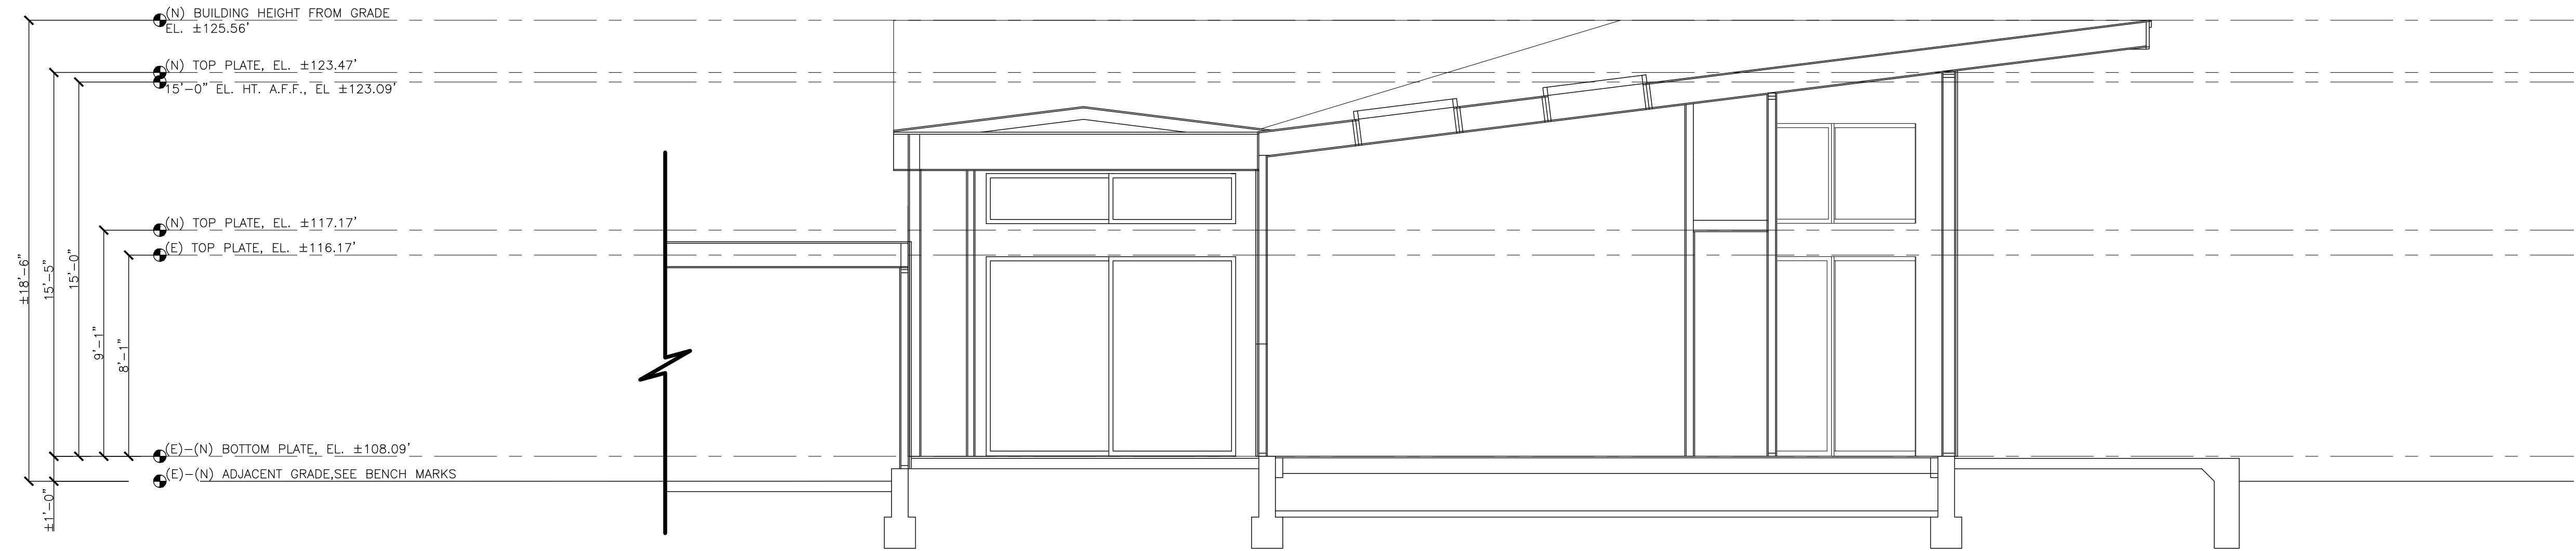 (N) BUILDING HEIGHT FROM GRADE
EL. ±125.56'
(N) TOP PLATE, EL. ±123.47'
15'-0" EL. HT. A.F.F., EL ±123.09'
(N) TOP PLATE, EL. ±117.17'
(E) TOP PLATE, EL. ±116.17'
±18'-6"
15'-5"
15'-0"
9'-1"
8'-1"
(E)-(N) BOTTOM PLATE, EL. ±108.09'
(E)-(N) ADJACENT GRADE,SEE BENCH MARKS
±1'-0"